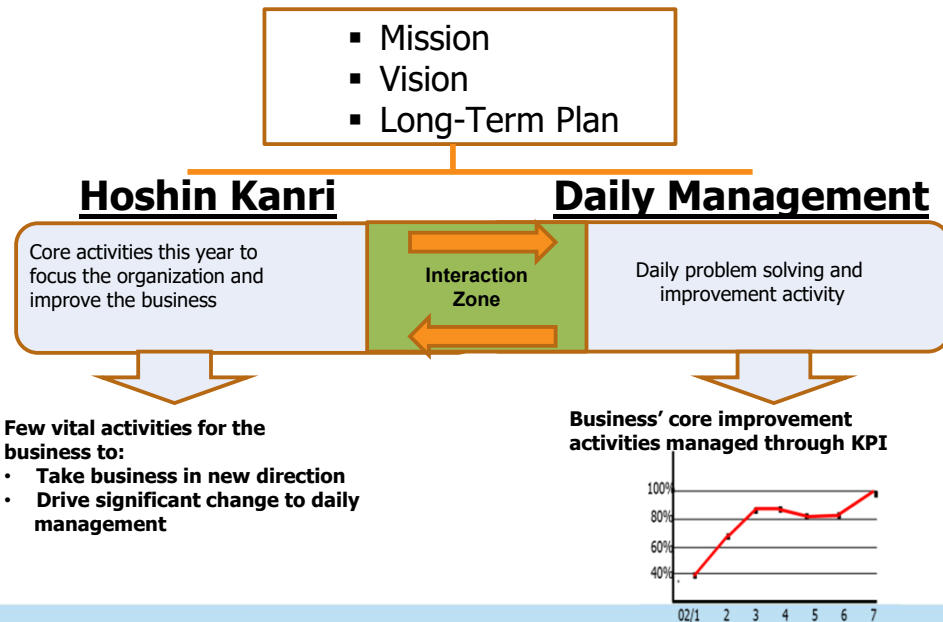 ▪ Mission
▪ Vision
▪ Long-Term Plan
Hoshin Kanri
Daily Management
Core activities this year to
focus the organization and
improve the business
Interaction
Zone
Daily problem solving and
improvement activity
Few vital activities for the
business to:
• Take business in new direction
• Drive significant change to daily
management
Business’ core improvement
activities managed through KPI
100%
80%
60%
40%
02/1 2 3 4 5 6 7